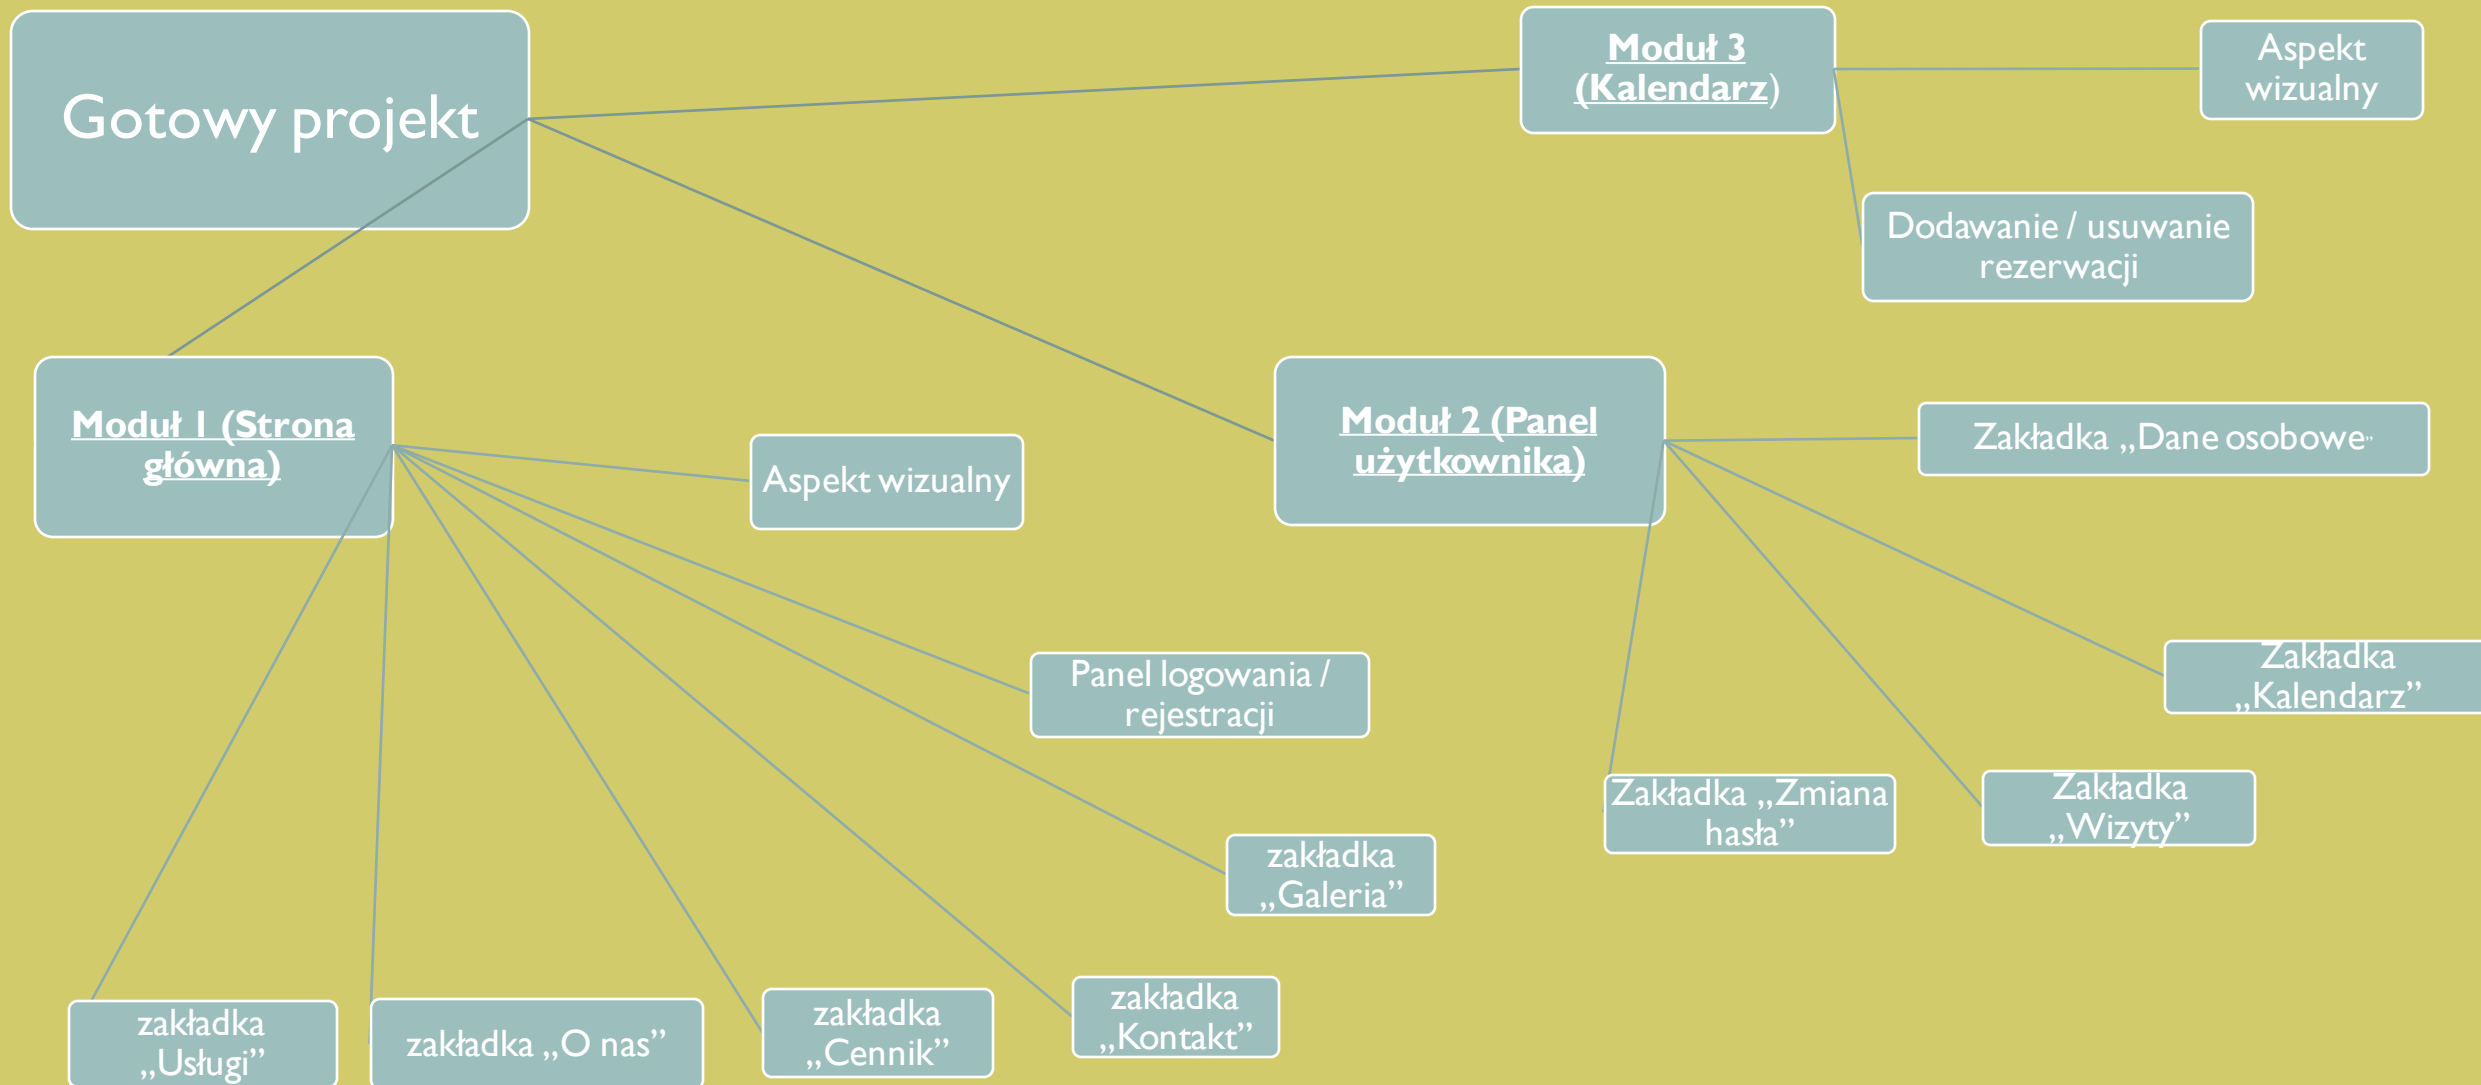 Gotowy projekt
Moduł 3
(Kalendarz)
Aspekt
wizualny
Dodawanie / usuwanie
rezerwacji
Moduł 1 (Strona
główna)
Aspekt wizualny
Moduł 2 (Panel
użytkownika)
Zakładka „Dane osobowe”
Panel logowania /
rejestracji
Zakładka
„Kalendarz”
Zakładka „Zmiana
hasła”
Zakładka
„Wizyty”
zakładka
„Galeria”
zakładka
„Usługi”
zakładka „O nas”
zakładka
„Cennik”
zakładka
„Kontakt”